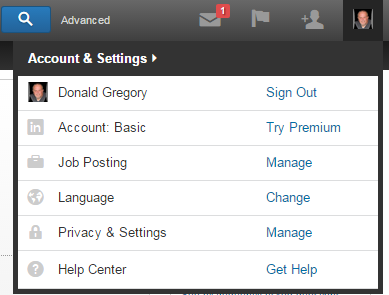 Advanced
1
Account & Settings
Donald Gregory Sign Out
in Account: Basic Try Premium
Job Posting Manage
Language Change
Privacy & Settings Manage
? Help Center Get Help